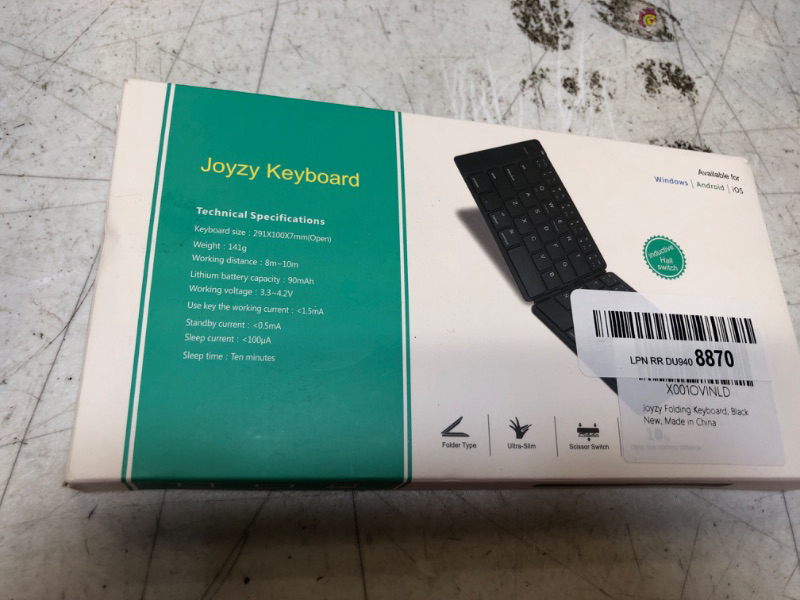 Joyzy Keyboard
Technical Specifications
Keyboard size : 291X100X7mm(Open)
Weight : 141g
Working distance : 8m~10m
Lithium battery capacity : 90mAh
Working voltage : 3.3~4.2V
Use key the working current : <1.5mA
Standby current : <0.5mA
Sleep current : <100μA
Sleep time : Ten minutes
Available for
Windows | Android | iOS
Inductive
Hall
switch
LPN RR DU940 8870
X001OVINLD
Joyzy Folding Keyboard, Black
New, Made in China
Folder Type
Ultra-Slim
Scissor Switch